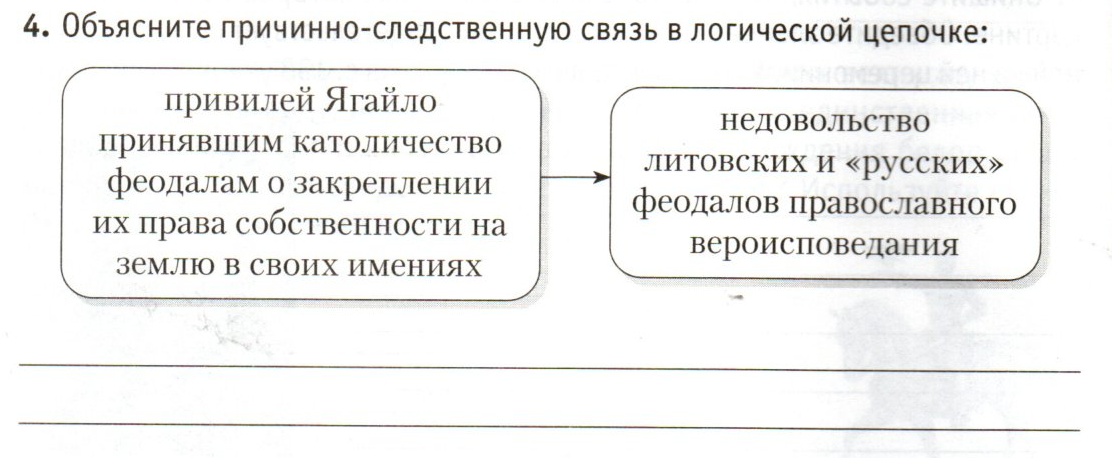 4. Объясните причинно-следственную связь в логической цепочке:
привилей Ягайло
принявшим католичество
феодалам о закреплении
их права собственности на
землю в своих имениях
недовольство
литовских и «русских»
феодалов православного
вероисповедания